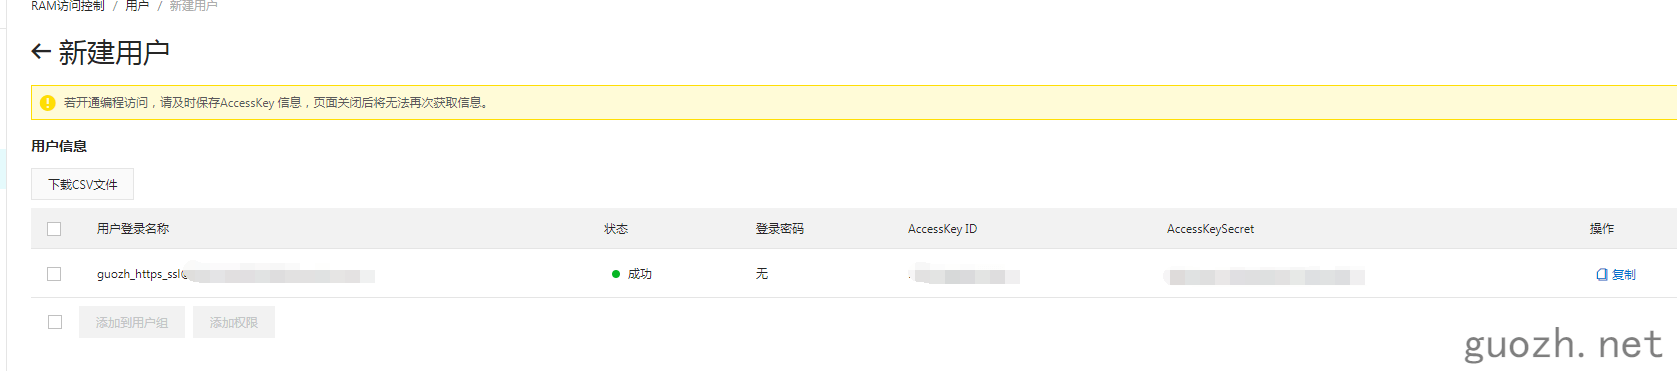 RAM访问控制 / 用户 / 新建用户
← 新建用户
若开通编程访问，请及时保存AccessKey 信息，页面关闭后将无法再次获取信息。
用户信息
下载CSV文件
用户登录名称 状态 登录密码 AccessKey ID AccessKeySecret 操作
guozh_https_ssl@ 成功 无 复制
添加到用户组 添加权限
guozh.net